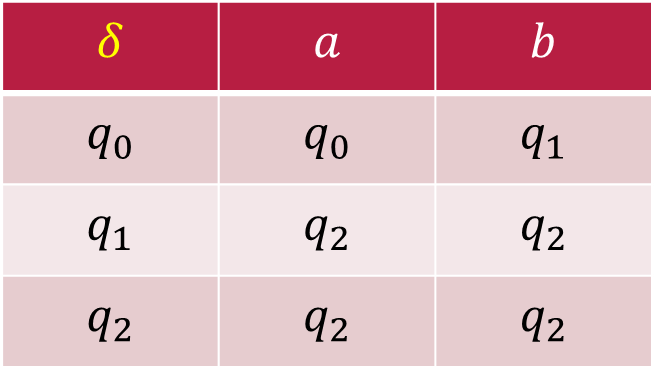 δ a b
q₀ q₀ q₁
q₁ q₂ q₂
q₂ q₂ q₂